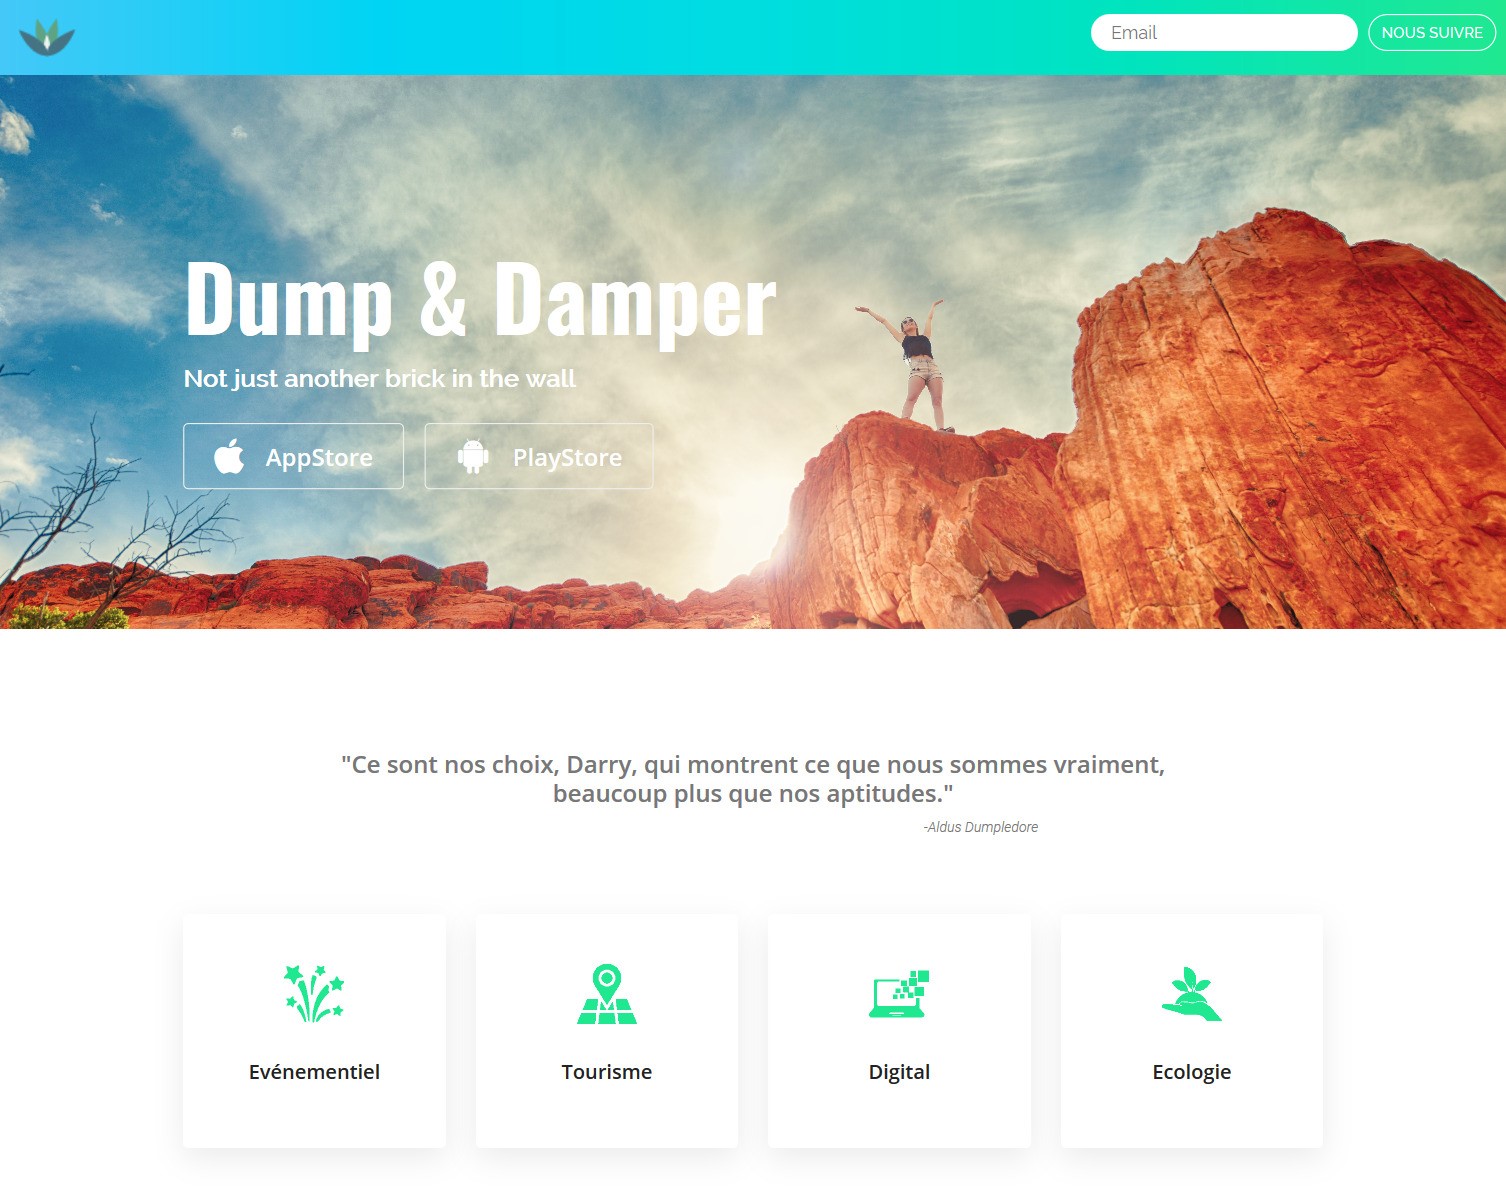 Email
NOUS SUIVRE
Dump & Damper
Not just another brick in the wall
AppStore
PlayStore
"Ce sont nos choix, Darry, qui montrent ce que nous sommes vraiment,
beaucoup plus que nos aptitudes."
-Aldus Dumpledore
Evénementiel
Tourisme
Digital
Ecologie